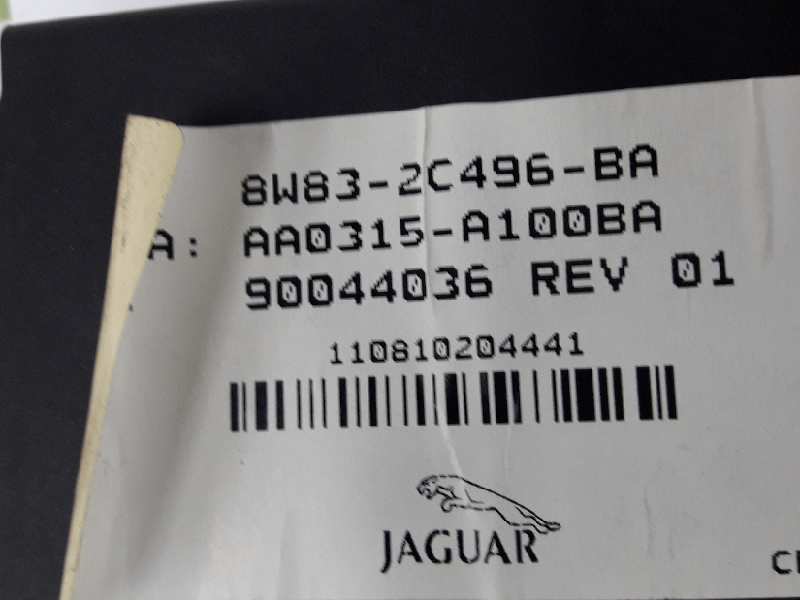 8W83-2C496-BA
A: AA0315-A100BA
90044036 REV 01
110810204441
JAGUAR